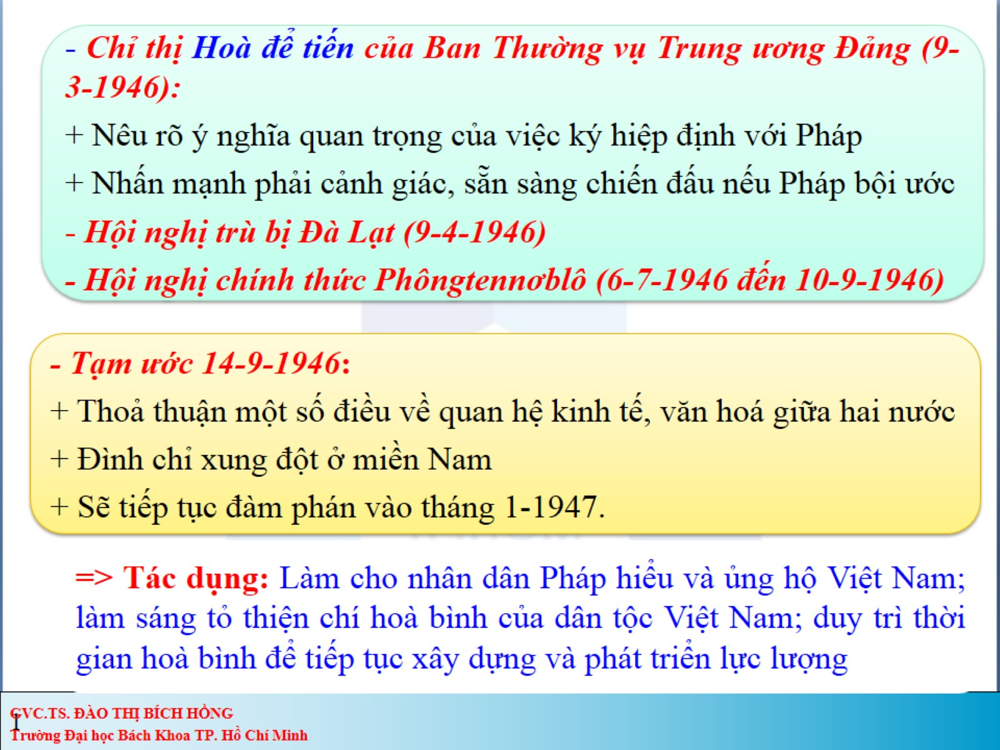 - Chỉ thị Hoà để tiến của Ban Thường vụ Trung ương Đảng (9-
3-1946):
+ Nêu rõ ý nghĩa quan trọng của việc ký hiệp định với Pháp
+ Nhấn mạnh phải cảnh giác, sẵn sàng chiến đấu nếu Pháp bội ước
- Hội nghị trù bị Đà Lạt (9-4-1946)
- Hội nghị chính thức Phôngtennơblô (6-7-1946 đến 10-9-1946)
- Tạm ước 14-9-1946:
+ Thoả thuận một số điều về quan hệ kinh tế, văn hoá giữa hai nước
+ Đình chỉ xung đột ở miền Nam
+ Sẽ tiếp tục đàm phán vào tháng 1-1947.
=> Tác dụng: Làm cho nhân dân Pháp hiểu và ủng hộ Việt Nam;
làm sáng tỏ thiện chí hoà bình của dân tộc Việt Nam; duy trì thời
gian hoà bình để tiếp tục xây dựng và phát triển lực lượng
GVC.TS. ĐÀO THỊ BÍCH HỒNG
1
Trường Đại học Bách Khoa TP. Hồ Chí Minh